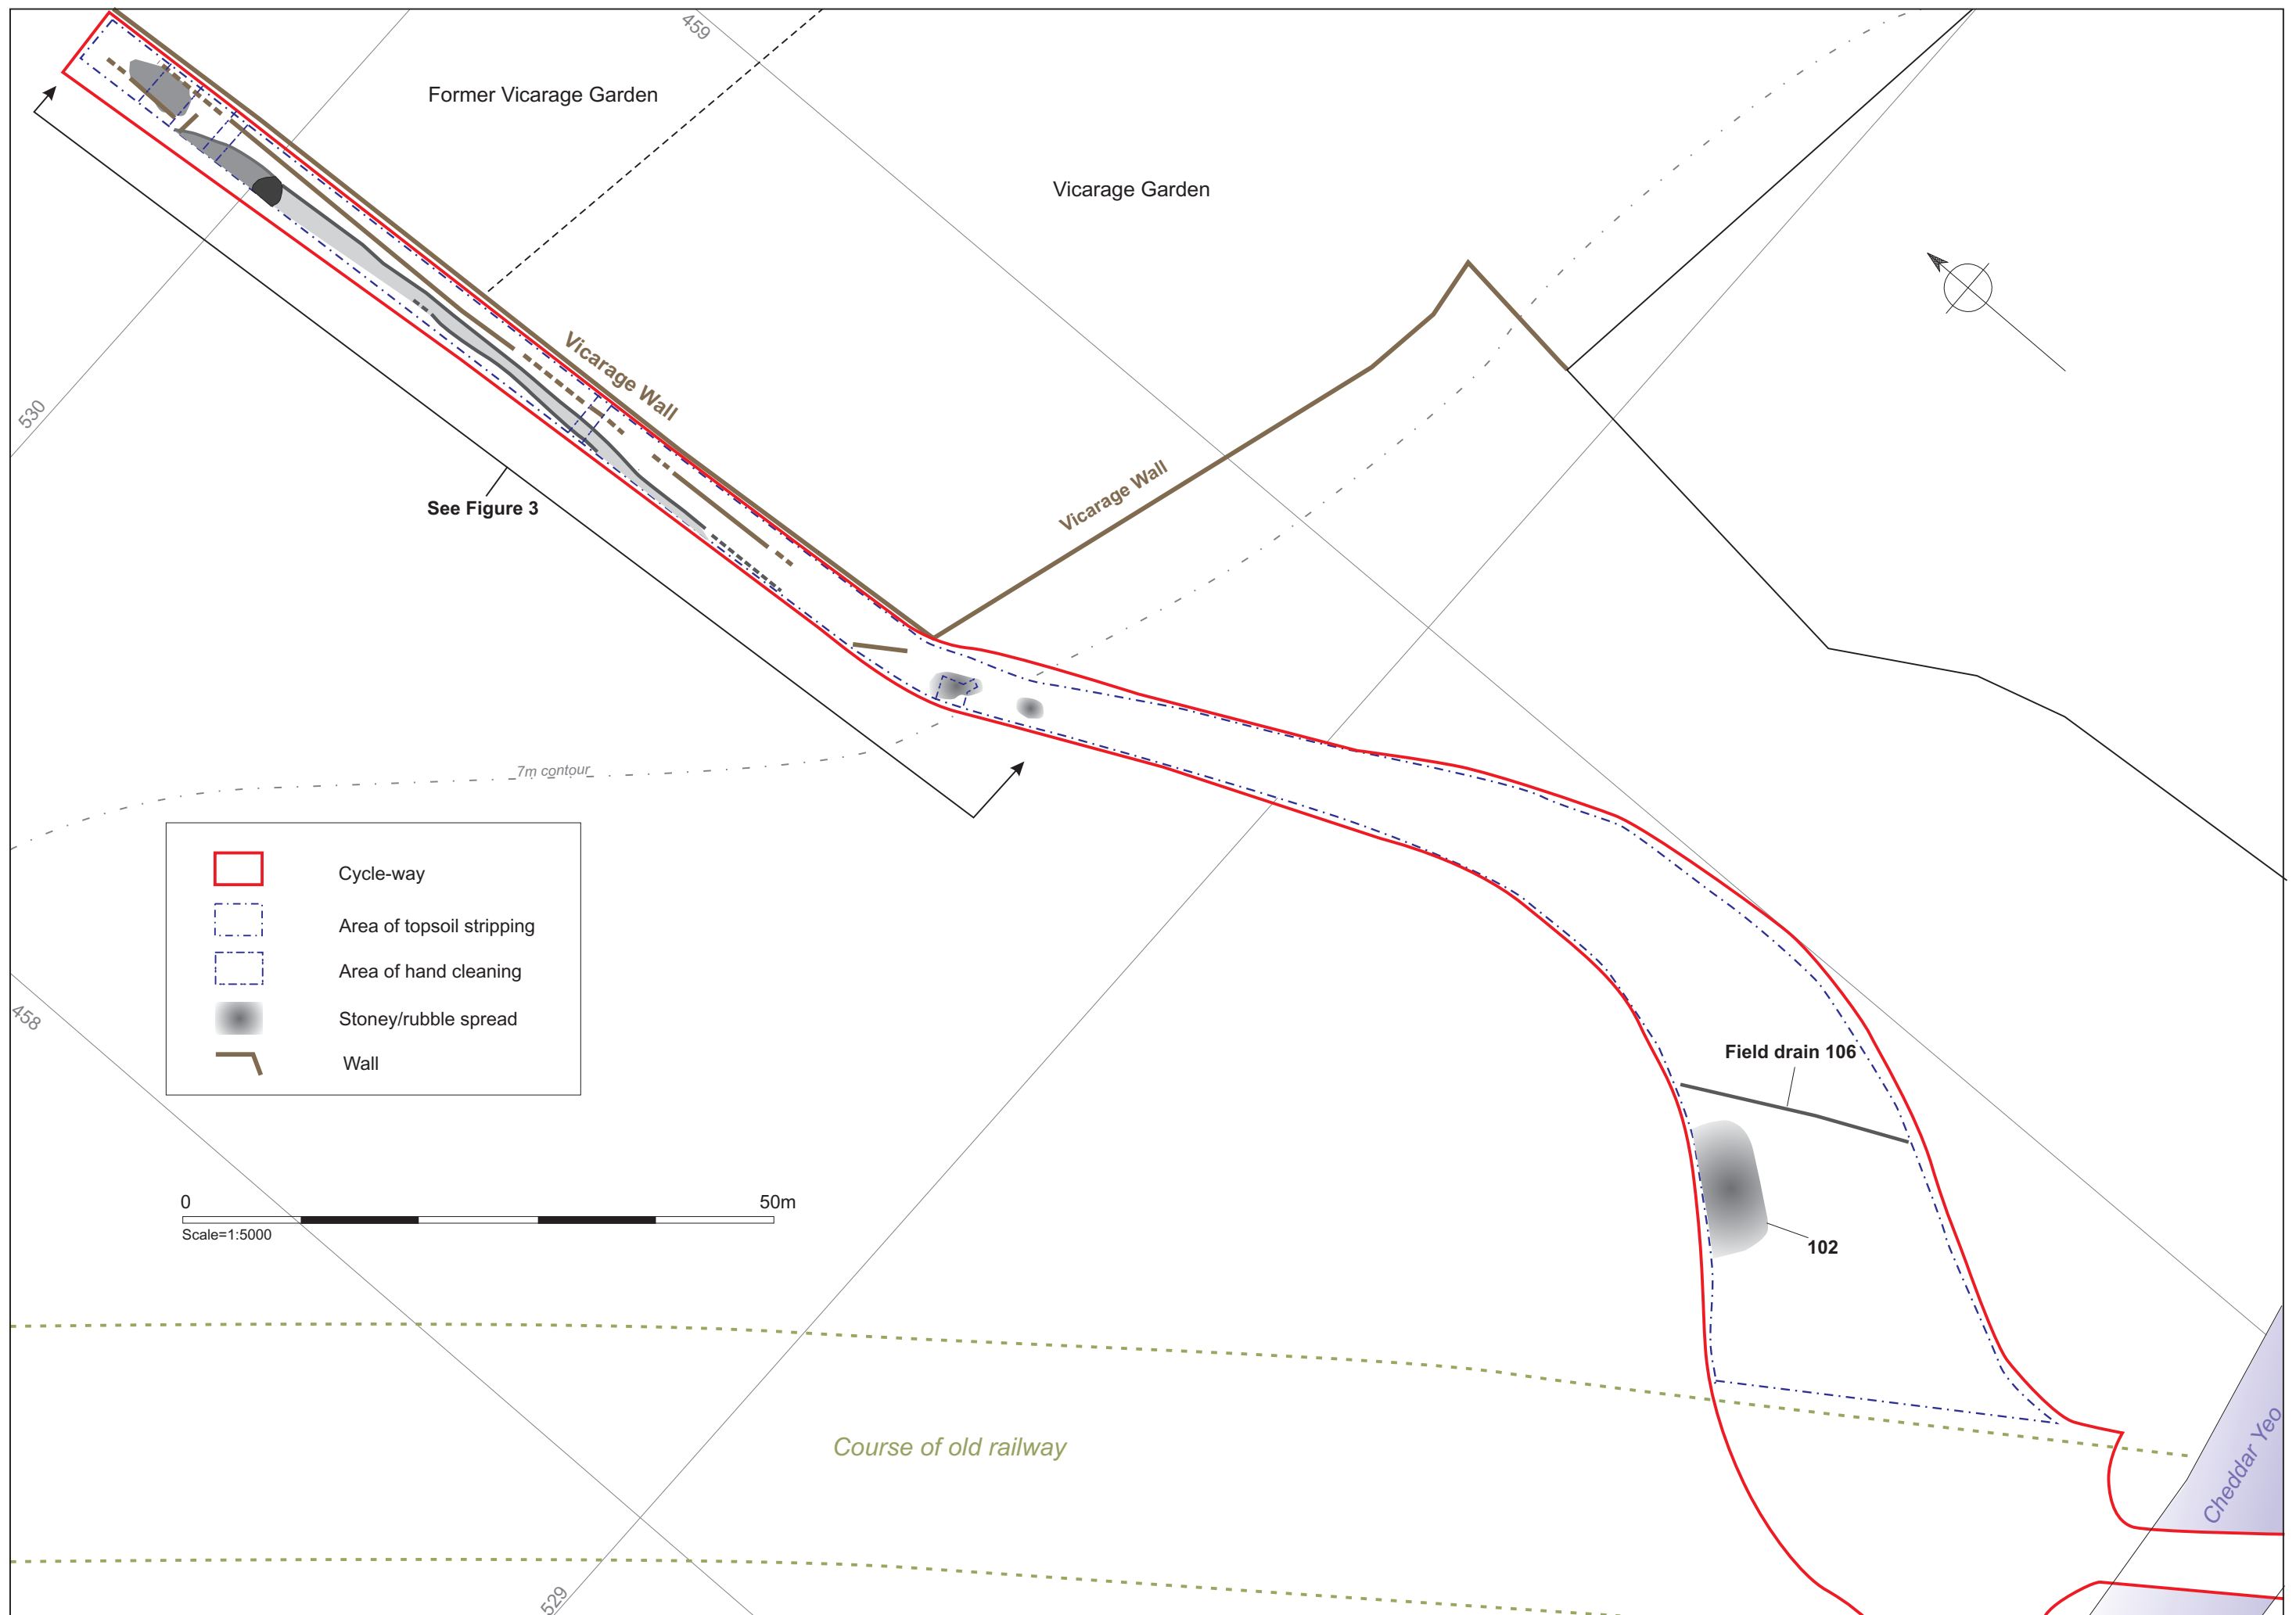 459
Former Vicarage Garden
Vicarage Garden
530
Vicarage Wall
Vicarage Wall
See Figure 3
7m contour
Cycle-way
Area of topsoil stripping
Area of hand cleaning
Stoney/rubble spread
Wall
458
Field drain 106
102
0 50m
Scale=1:5000
Course of old railway
Cheddar Yeo
529